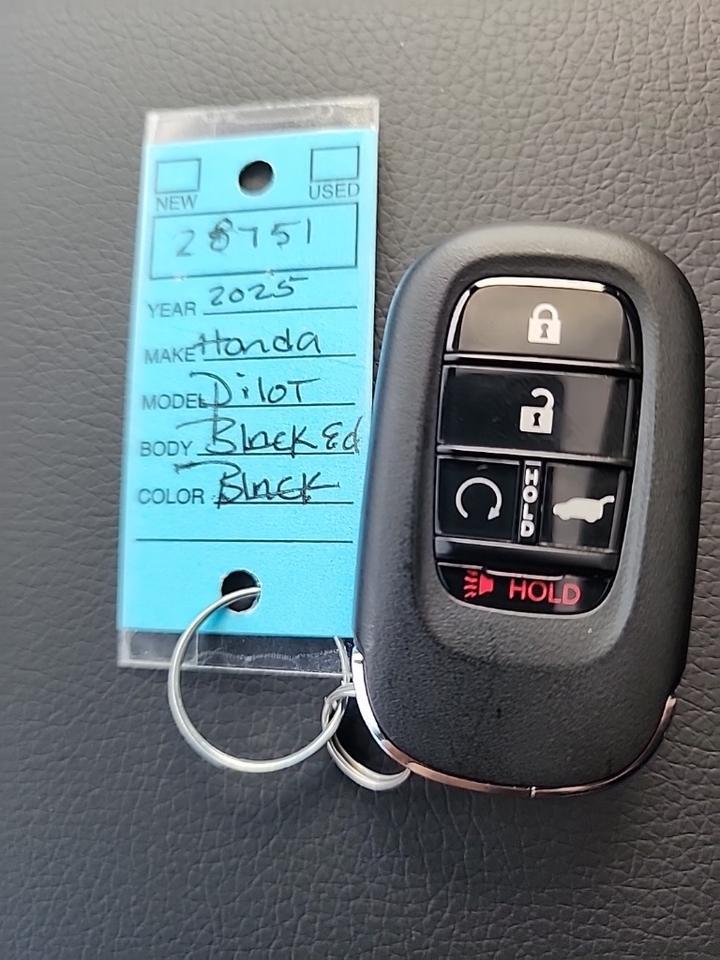 NEW USED
28751
YEAR 2025
MAKE Honda
MODEL Pilot
BODY Black Ed
COLOR Black
HOLD
HOLD